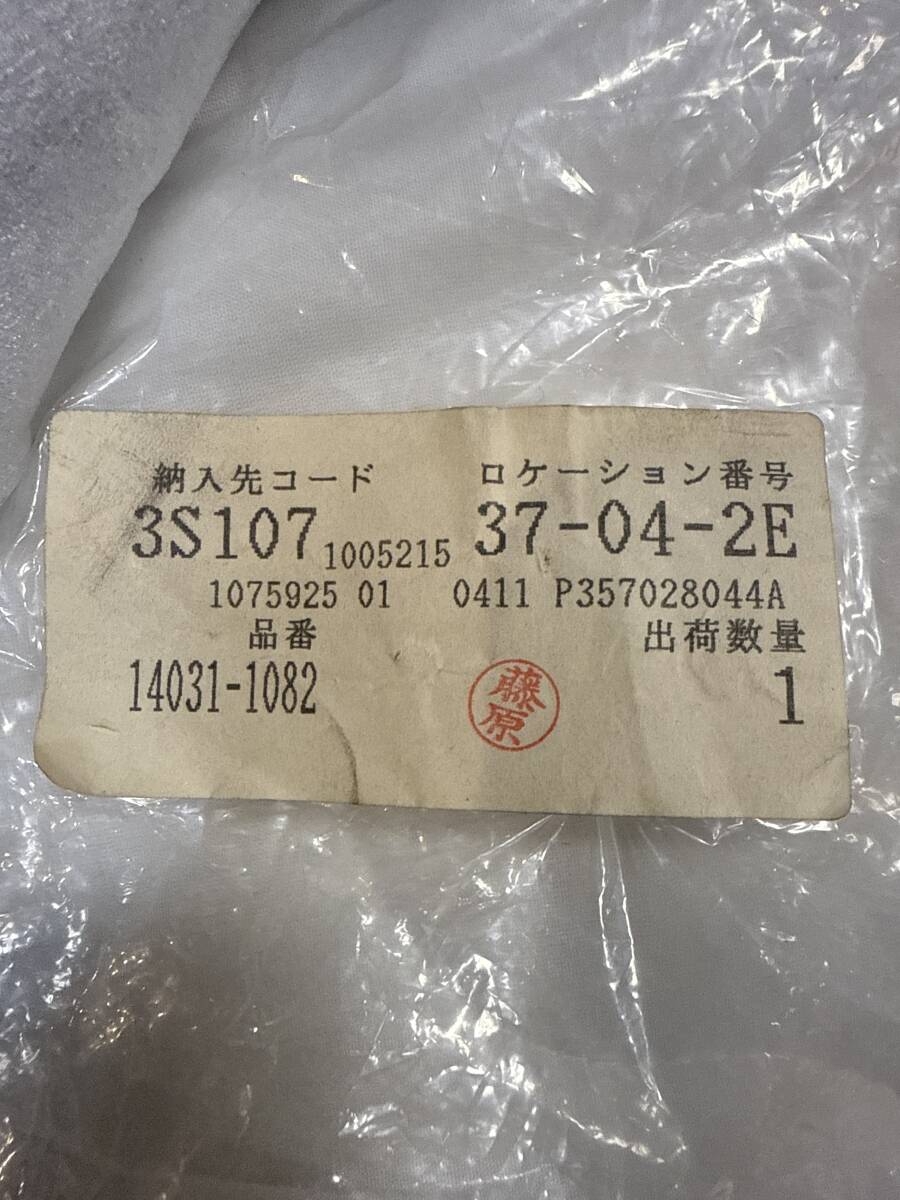 納入先コード ロケーション番号
3S107 1005215 37-04-2E
1075925 01 0411 P357028044A
品番 出荷数量
14031-1082 1
藤原